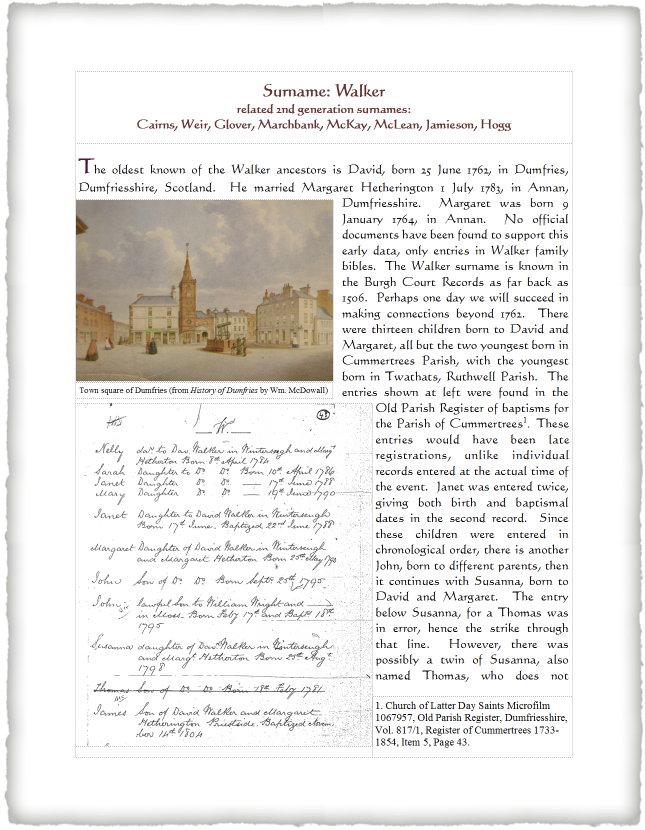 Surname: Walker
related 2nd generation surnames:
Cairns, Weir, Glover, Marchbank, McKay, McLean, Jamieson, Hogg
The oldest known of the Walker ancestors is David, born 25 June 1762, in Dumfries,
Dumfriesshire, Scotland. He married Margaret Hetherington 1 July 1783, in Annan,
Dumfriesshire. Margaret was born 9
January 1764, in Annan. No official
documents have been found to support this
early data, only entries in Walker family
bibles. The Walker surname is known in
the Burgh Court Records as far back as
1506. Perhaps one day we will succeed in
making connections beyond 1762. There
were thirteen children born to David and
Margaret, all but the two youngest born in
Cummertrees Parish, with the youngest
born in Twathats, Ruthwell Parish. The
entries shown at left were found in the
Old Parish Register of baptisms for
the Parish of Cummertrees¹. These
entries would have been late
registrations, unlike individual
records entered at the actual time of
the event. Janet was entered twice,
giving both birth and baptismal
dates in the second record. Since
these children were entered in
chronological order, there is another
John, born to different parents, then
it continues with Susanna, born to
David and Margaret. The entry
below Susanna, for a Thomas was
in error, hence the strike through
that line. However, there was
possibly a twin of Susanna, also
named Thomas, who does not
Town square of Dumfries (from History of Dumfries by Wm. McDowall)
W.
43
Nelly daʳ to Dav. Walker in Winterseugh and Margᵗ
Hetherton Born 8th April 1784
Sarah Daughter to Dᵒ Dᵒ Born 10th April 1786
Janet Daughter Dᵒ Dᵒ — 17th June 1788
Mary Daughter Dᵒ Dᵒ — 19th June 1790
Janet Daughter to David Walker in Winterseugh
Born 17th June. Baptized 22nd June 1788
Margaret Daughter of David Walker in Winterseugh
and Margaret Hetherton Born 25th May
John Son of Dᵒ Dᵒ Born Septʳ 25th 1795
John lawful Son to William Wright and —
in Moss. Born Feby 17th and Bapᵗ 18th
1795
Susanna daughter of Dav. Walker in Winterseugh
and Margᵗ Hetherton Born 25th Augᵗ
1798
Thomas Son of Dᵒ Dᵒ Born 18th Feby 1781
James Son of David Walker and Margaret
Hetherington Priestside. Baptized Novem
ber 14th 1804
1. Church of Latter Day Saints Microfilm
1067957, Old Parish Register, Dumfriesshire,
Vol. 817/1, Register of Cummertrees 1733-
1854, Item 5, Page 43.